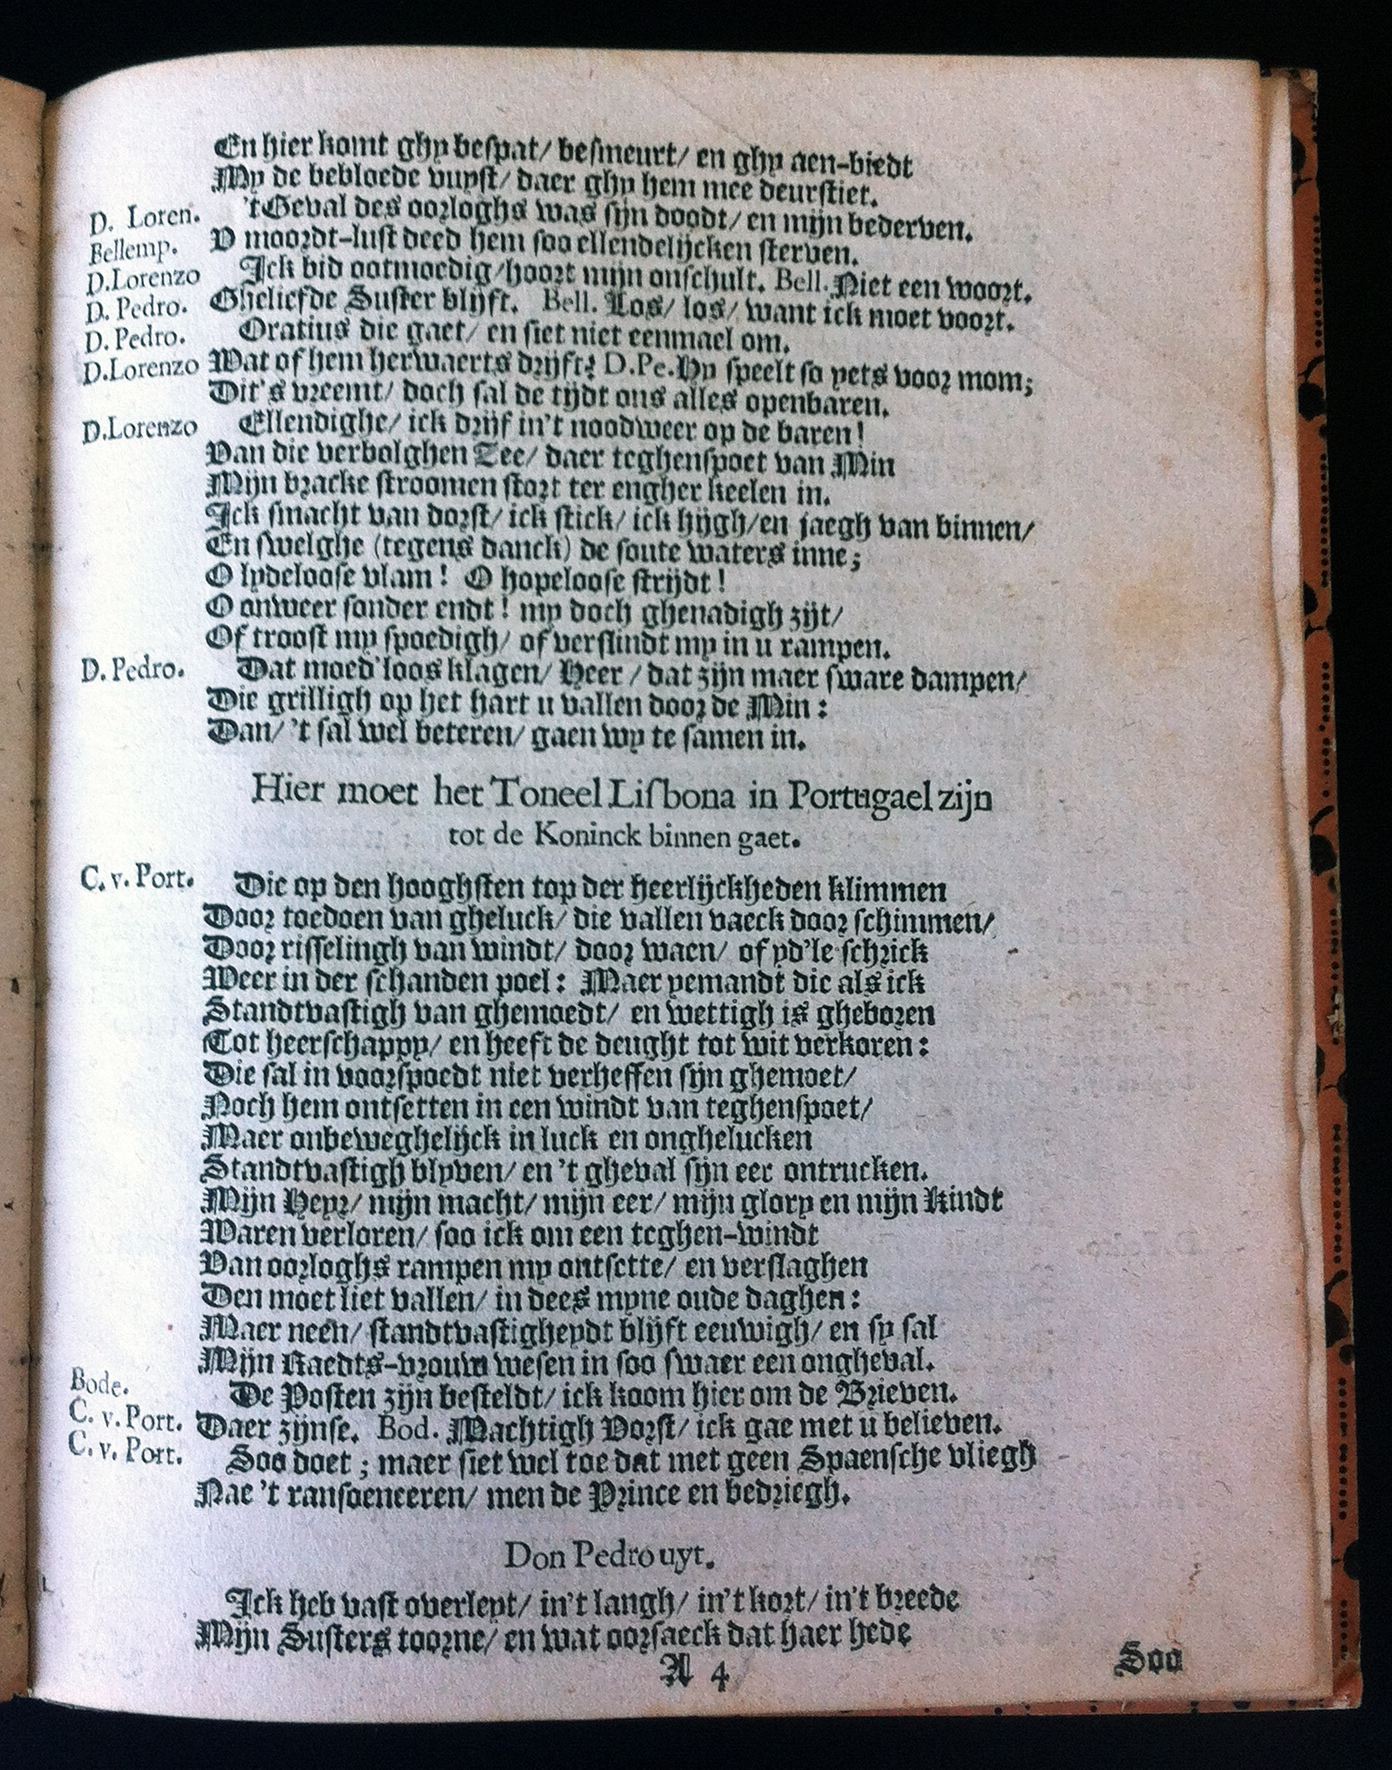 En hier komt ghy bespat/ besmeurt/ en ghy aen-biedt
My de bebloede vuyst/ daer ghy hem mee deurstiet.
D. Loren. 't Geval des oorloghs was sijn doodt/ en mijn bederven.
Bellemp. V moordt-lust deed hem soo ellendelijcken sterven.
D.Lorenzo Ick bid ootmoedig/ hoort mijn onschult. Bell. Niet een woort.
D. Pedro. Gheliefde Suster blijft. Bell. Los/ los/ want ick moet voort.
D. Pedro. Oratius die gaet/ en siet niet eenmael om.
D.Lorenzo Wat of hem herwaerts drijft? D.Pe. Hy speelt so yets voor mom;
Dit's vreemt/ doch sal de tijdt ons alles openbaren.
D.Lorenzo Ellendighe/ ick drijf in't noodweer op de baren!
Van die verbolghen Zee/ daer teghenspoet van Min
Mijn bracke stroomen stort ter engher keelen in.
Ick smacht van dorst/ ick stick/ ick hijgh/ en jaegh van binnen/
En swelghe (tegens danck) de soute waters inne;
O lydeloose vlam! O hopeloose strijdt!
O onweer sonder endt! my doch ghenadigh zijt/
Of troost my spoedigh/ of verslindt my in u rampen.
D. Pedro. Dat moed'loos klagen/ Heer/ dat zijn maer sware dampen/
Die grilligh op het hart u vallen door de Min:
Dan/ 't sal wel beteren/ gaen wy te samen in.
Hier moet het Toneel Lisbona in Portugael zijn
tot de Koninck binnen gaet.
C. v. Port. Die op den hooghsten top der heerlijckheden klimmen
Door toedoen van gheluck/ die vallen vaeck door schimmen/
Door risselingh van windt/ door waen/ of yd'le schrick
Weer in der schanden poel: Maer yemandt die als ick
Standtvastigh van ghemoedt/ en wettigh is gheboren
Tot heerschappy/ en heeft de deught tot wit verkoren:
Die sal in voorspoedt niet verheffen sijn ghemoet/
Noch hem ontsetten in een windt van teghenspoet/
Maer onbeweghelijck in luck en onghelucken
Standtvastigh blyven/ en 't gheval sijn eer ontrucken.
Mijn Heyr/ mijn macht/ mijn eer/ mijn glory en mijn Kindt
Waren verloren/ soo ick om een teghen-windt
Van oorloghs rampen my ontsette/ en verslaghen
Den moet liet vallen/ in dees myne oude daghen:
Maer neen/ standtvastigheydt blijft eeuwigh/ en sy sal
Mijn Raedts-vrouw wesen in soo swaer een ongheval.
Bode. De Posten zijn besteldt/ ick koom hier om de Brieven.
C. v. Port. Daer zijnse. Bod. Machtigh Vorst/ ick gae met u believen.
C. v. Port. Soo doet; maer siet wel toe dat met geen Spaensche vliegh
Nae 't ransoeneeren/ men de Prince en bedriegh.
Don Pedro uyt.
Ick heb vast overleyt/ in't langh/ in't kort/ in't breede
Mijn Susters toorne/ en wat oorsaeck dat haer hede
A 4
Soo